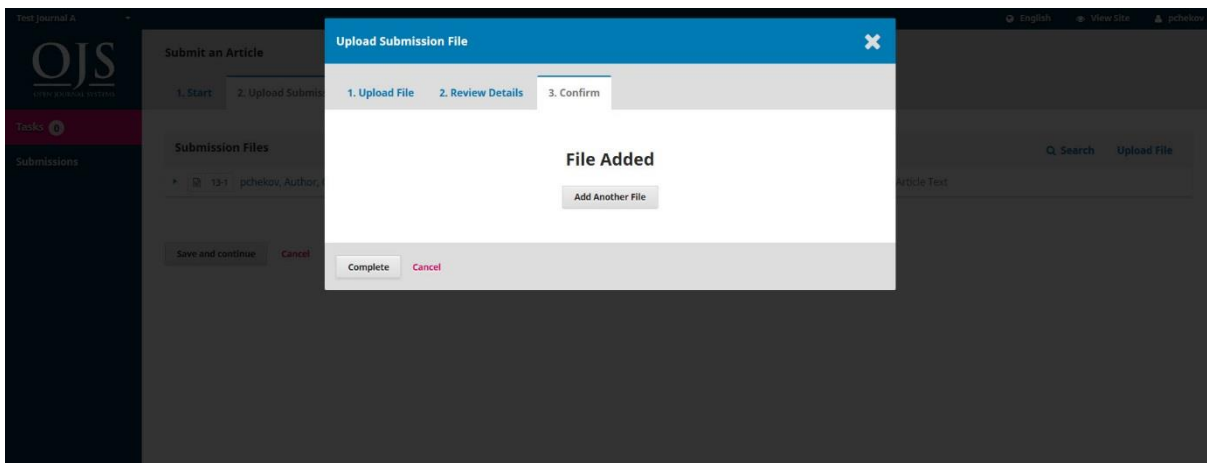 Test Journal A
English
View Site
pchekov
OJS
OPEN JOURNAL SYSTEMS
Tasks 0
Submissions
Submit an Article
1. Start
2. Upload Submis
Submission Files
Search
Upload File
13-1 pchekov, Author,
Article Text
Save and continue
Cancel
Upload Submission File
1. Upload File
2. Review Details
3. Confirm
File Added
Add Another File
Complete
Cancel